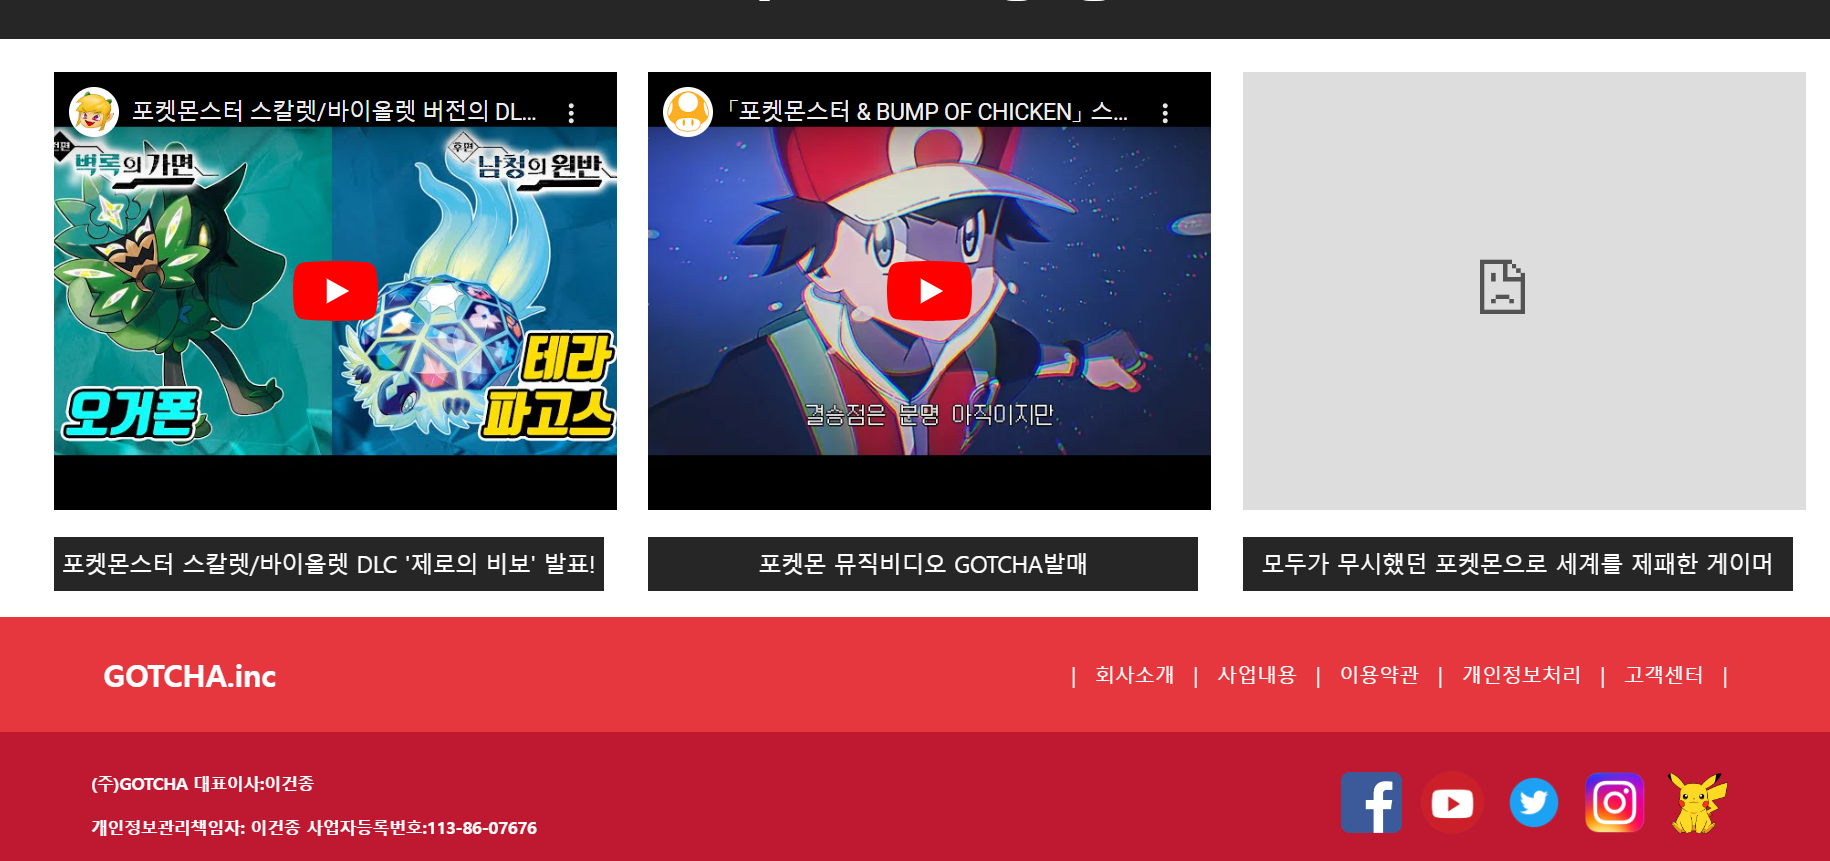 포켓몬스터 스칼렛/바이올렛 버전의 DL...
벽록의 가면
후편
남청의 원반
오거폰
테라
파고스
「포켓몬스터 & BUMP OF CHICKEN」 스...
결승점은 분명 아직이지만
포켓몬스터 스칼렛/바이올렛 DLC '제로의 비보' 발표!
포켓몬 뮤직비디오 GOTCHA발매
모두가 무시했던 포켓몬으로 세계를 제패한 게이머
GOTCHA.inc
| 회사소개 | 사업내용 | 이용약관 | 개인정보처리 | 고객센터 |
(주)GOTCHA 대표이사:이건종
개인정보관리책임자: 이건종 사업자등록번호:113-86-07676